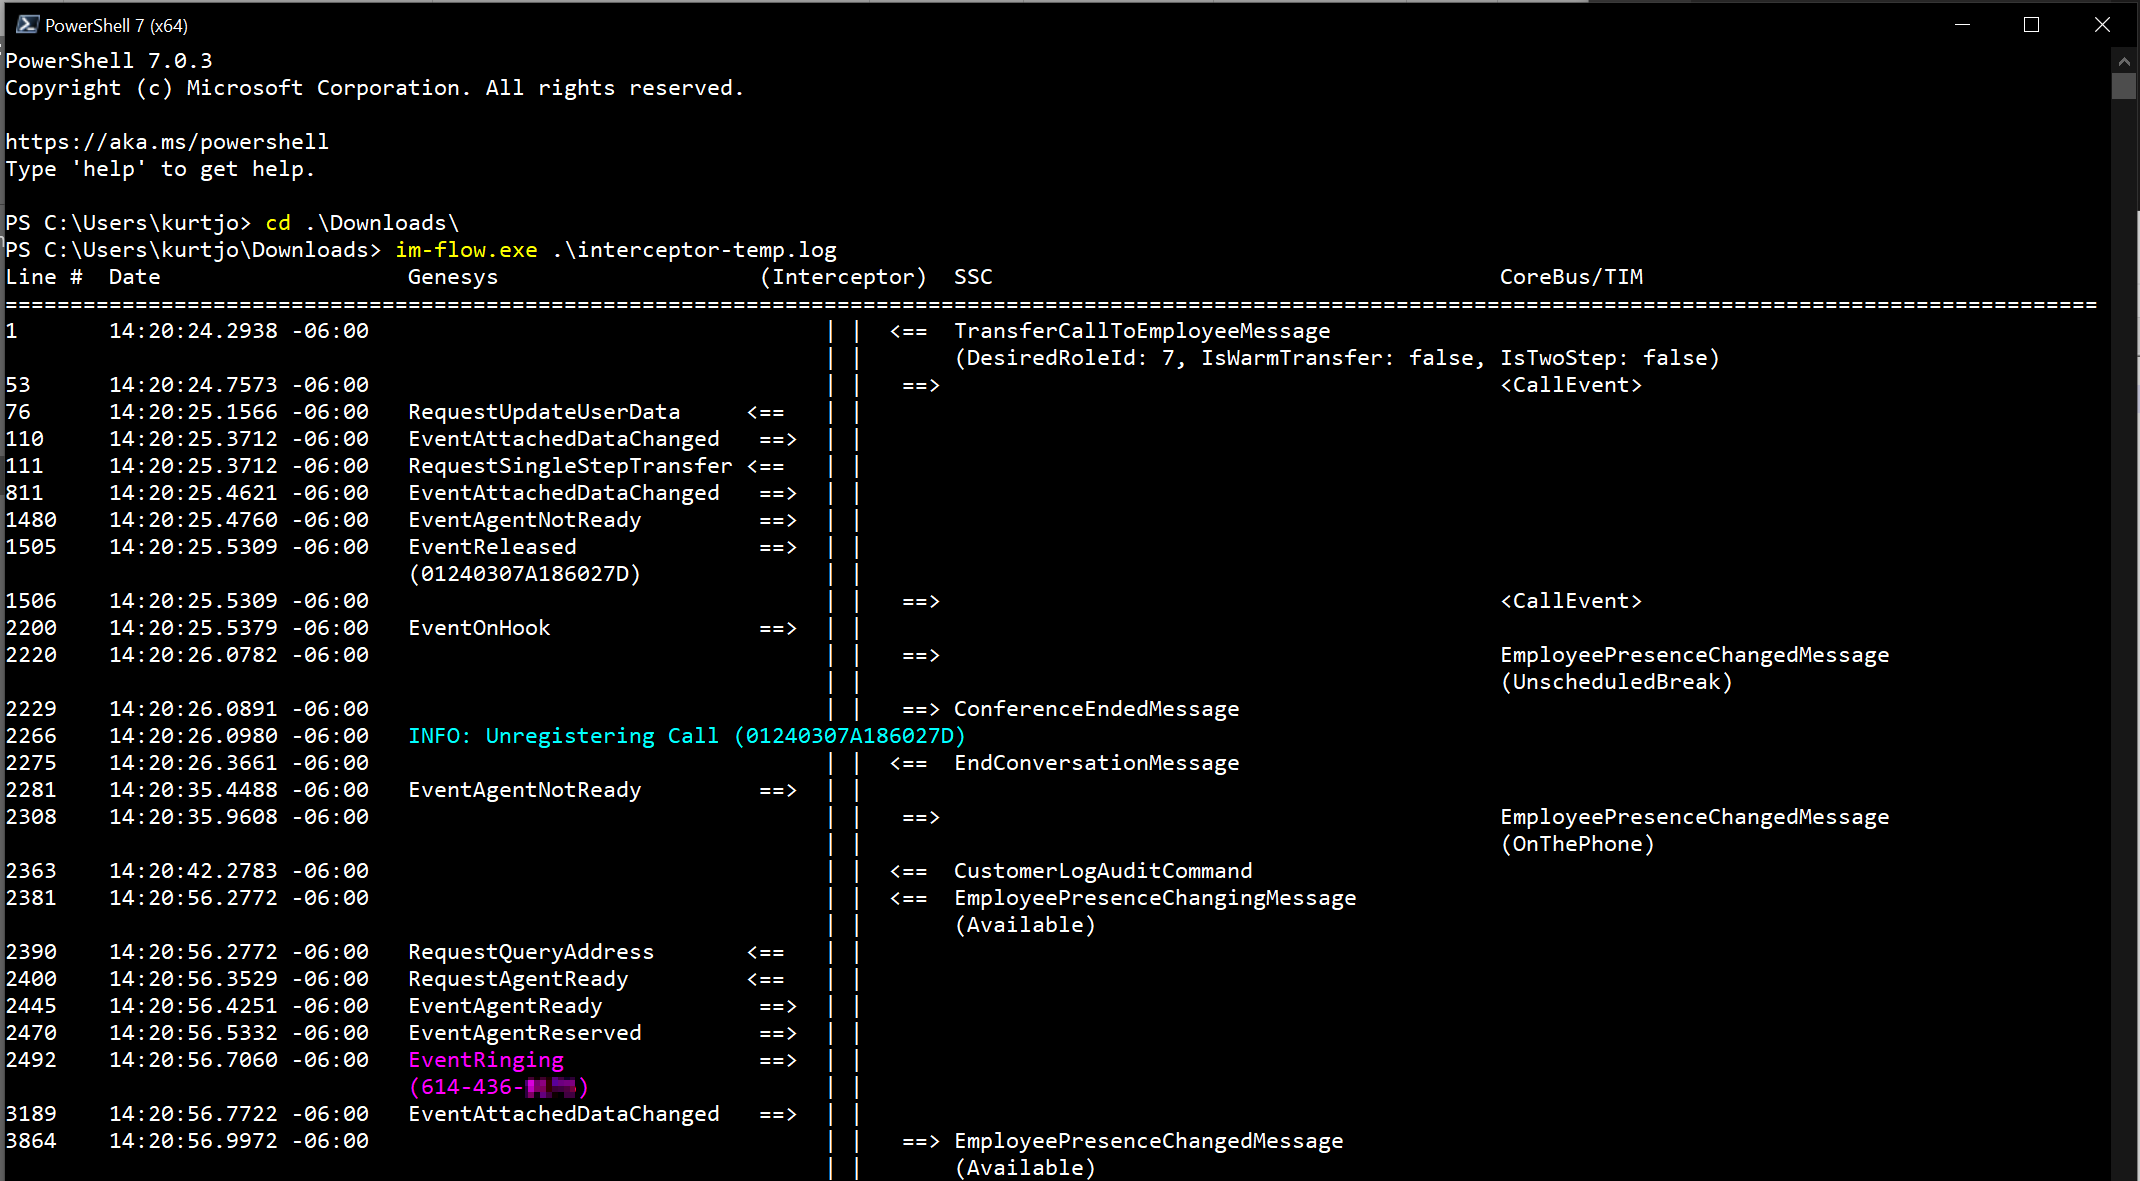 PowerShell 7 (x64)
PowerShell 7.0.3
Copyright (c) Microsoft Corporation. All rights reserved.
https://aka.ms/powershell
Type 'help' to get help.
PS C:\Users\kurtjo> cd .\Downloads\
PS C:\Users\kurtjo\Downloads> im-flow.exe .\interceptor-temp.log
Line #  Date                   Genesys                    (Interceptor)  SSC                                       CoreBus/TIM
=================================================================================================================================================================
1       14:20:24.2938 -06:00                                    | |  <==  TransferCallToEmployeeMessage
                                                                | |       (DesiredRoleId: 7, IsWarmTransfer: false, IsTwoStep: false)
53      14:20:24.7573 -06:00                                    | |   ==>                                           <CallEvent>
76      14:20:25.1566 -06:00   RequestUpdateUserData     <==    | |
110     14:20:25.3712 -06:00   EventAttachedDataChanged   ==>   | |
111     14:20:25.3712 -06:00   RequestSingleStepTransfer <==    | |
811     14:20:25.4621 -06:00   EventAttachedDataChanged   ==>   | |
1480    14:20:25.4760 -06:00   EventAgentNotReady         ==>   | |
1505    14:20:25.5309 -06:00   EventReleased              ==>   | |
                               (01240307A186027D)               | |
1506    14:20:25.5309 -06:00                                    | |   ==>                                           <CallEvent>
2200    14:20:25.5379 -06:00   EventOnHook                ==>   | |
2220    14:20:26.0782 -06:00                                    | |   ==>                                           EmployeePresenceChangedMessage
                                                                | |                                                 (UnscheduledBreak)
2229    14:20:26.0891 -06:00                                    | |   ==> ConferenceEndedMessage
2266    14:20:26.0980 -06:00   INFO: Unregistering Call (01240307A186027D)
2275    14:20:26.3661 -06:00                                    | |  <==  EndConversationMessage
2281    14:20:35.4488 -06:00   EventAgentNotReady         ==>   | |
2308    14:20:35.9608 -06:00                                    | |   ==>                                           EmployeePresenceChangedMessage
                                                                | |                                                 (OnThePhone)
2363    14:20:42.2783 -06:00                                    | |  <==  CustomerLogAuditCommand
2381    14:20:56.2772 -06:00                                    | |  <==  EmployeePresenceChangingMessage
                                                                | |       (Available)
2390    14:20:56.2772 -06:00   RequestQueryAddress       <==    | |
2400    14:20:56.3529 -06:00   RequestAgentReady         <==    | |
2445    14:20:56.4251 -06:00   EventAgentReady            ==>   | |
2470    14:20:56.5332 -06:00   EventAgentReserved         ==>   | |
2492    14:20:56.7060 -06:00   EventRinging               ==>   | |
                               (614-436-    )                   | |
3189    14:20:56.7722 -06:00   EventAttachedDataChanged   ==>   | |
3864    14:20:56.9972 -06:00                                    | |   ==> EmployeePresenceChangedMessage
                                                                | |       (Available)